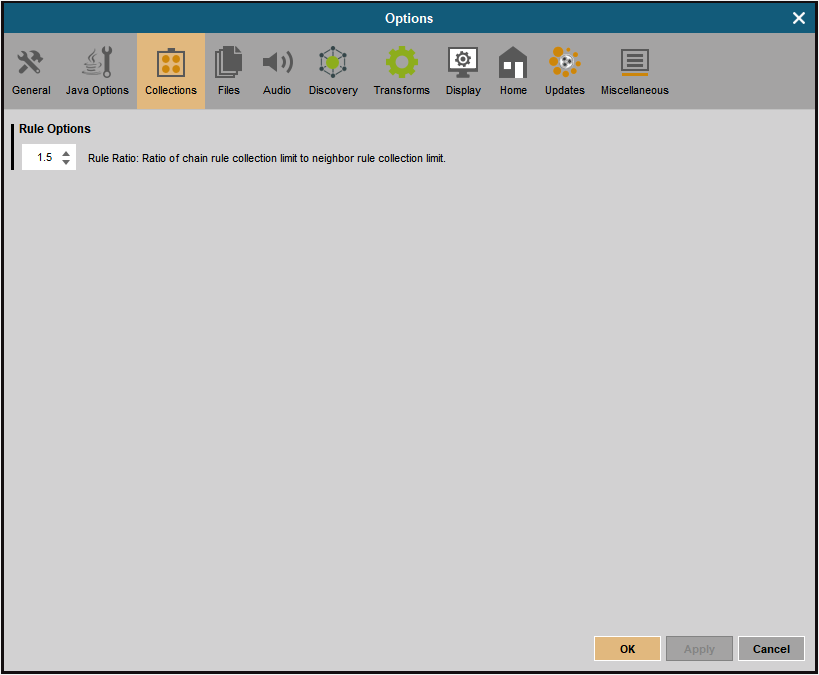 Options
General
Java Options
Collections
Files
Audio
Discovery
Transforms
Display
Home
Updates
Miscellaneous
Rule Options
1.5
Rule Ratio: Ratio of chain rule collection limit to neighbor rule collection limit.
OK
Apply
Cancel